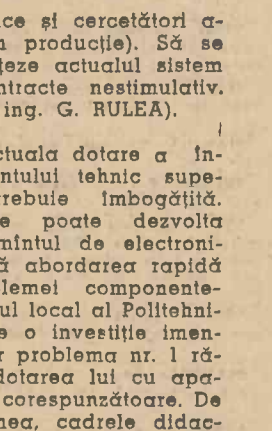 ice și cercetători a-
n producție). Să se
țeze actualul sistem
ntracte nestimulativ.
ing. G. RULEA).
ctuala dotare a în-
ntului tehnic supe-
rebuie îmbogățită.
e poate dezvolta
mîntul de electroni-
ă abordarea rapidă
lemei componente-
ul local al Politehni-
e o investiție imen-
r problema nr. 1 ră-
dotarea lui cu apa-
corespunzătoare. De
nea, cadrele didac-